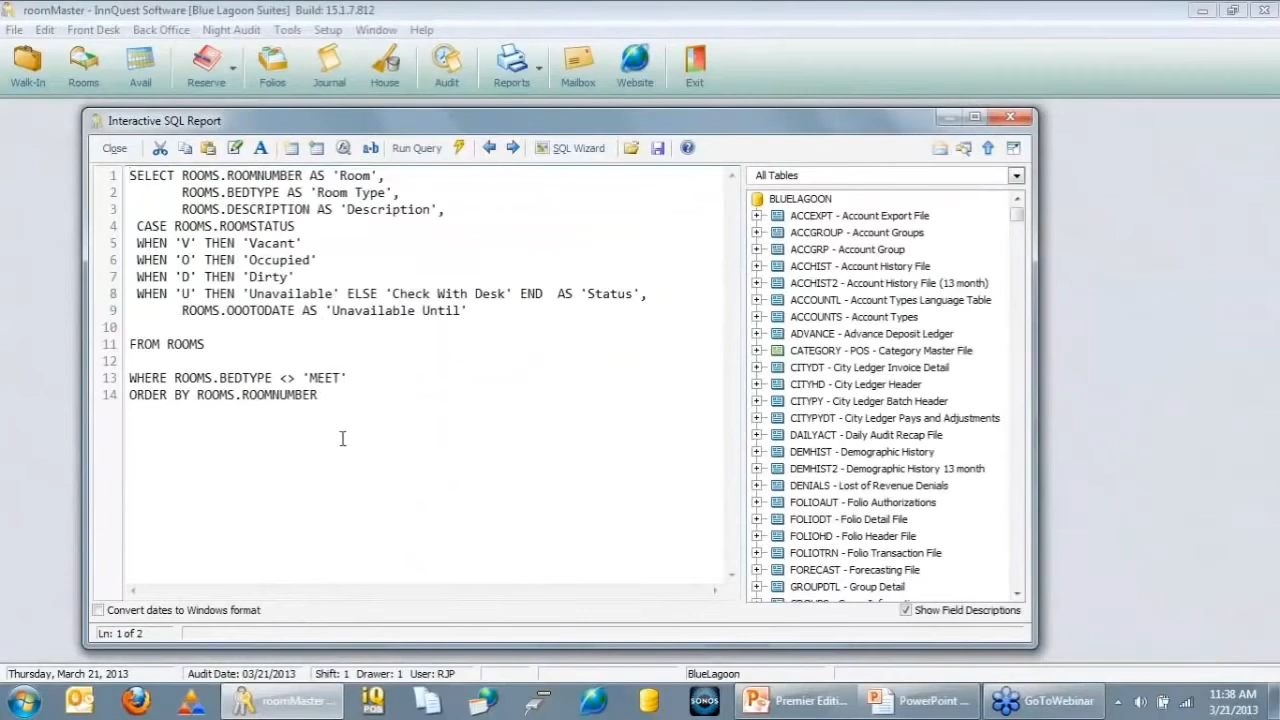 roomMaster - InnQuest Software [Blue Lagoon Suites]  Build: 15.1.7.812
File Edit Front Desk Back Office Night Audit Tools Setup Window Help
Walk-In Rooms Avail Reserve Folios Journal House Audit Reports Mailbox Website Exit
Interactive SQL Report
Close A a-b Run Query SQL Wizard
1 SELECT ROOMS.ROOMNUMBER AS 'Room',
2 ROOMS.BEDTYPE AS 'Room Type',
3 ROOMS.DESCRIPTION AS 'Description',
4 CASE ROOMS.ROOMSTATUS
5 WHEN 'V' THEN 'Vacant'
6 WHEN 'O' THEN 'Occupied'
7 WHEN 'D' THEN 'Dirty'
8 WHEN 'U' THEN 'Unavailable' ELSE 'Check With Desk' END  AS 'Status',
9 ROOMS.OOOTODATE AS 'Unavailable Until'
10
11 FROM ROOMS
12
13 WHERE ROOMS.BEDTYPE <> 'MEET'
14 ORDER BY ROOMS.ROOMNUMBER
All Tables
BLUELAGOON
ACCEXPT - Account Export File
ACCGROUP - Account Groups
ACCGRP - Account Group
ACCHIST - Account History File
ACCHIST2 - Account History File (13 month)
ACCOUNTL - Account Types Language Table
ACCOUNTS - Account Types
ADVANCE - Advance Deposit Ledger
CATEGORY - POS - Category Master File
CITYDT - City Ledger Invoice Detail
CITYHD - City Ledger Header
CITYPY - City Ledger Batch Header
CITYPYDT - City Ledger Pays and Adjustments
DAILYACT - Daily Audit Recap File
DEMHIST - Demographic History
DEMHIST2 - Demographic History 13 month
DENIALS - Lost of Revenue Denials
FOLIOAUT - Folio Authorizations
FOLIODT - Folio Detail File
FOLIOHD - Folio Header File
FOLIOTRN - Folio Transaction File
FORECAST - Forecasting File
GROUPDTL - Group Detail
Convert dates to Windows format
Show Field Descriptions
Ln: 1 of 2
Thursday, March 21, 2013 Audit Date: 03/21/2013 Shift: 1 Drawer: 1 User: RJP BlueLagoon
roomMaster ... iQ POS SONOS Premier Editi... PowerPoint ... GoToWebinar
11:38 AM
3/21/2013